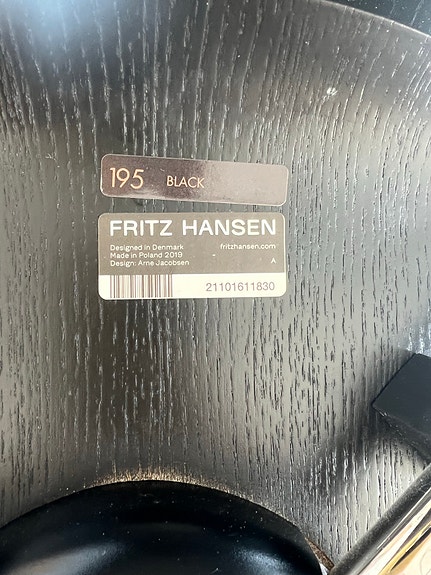 195 BLACK
FRITZ HANSEN
Designed in Denmark fritzhansen.com
Made in Poland 2019
Design: Arne Jacobsen A
21101611830